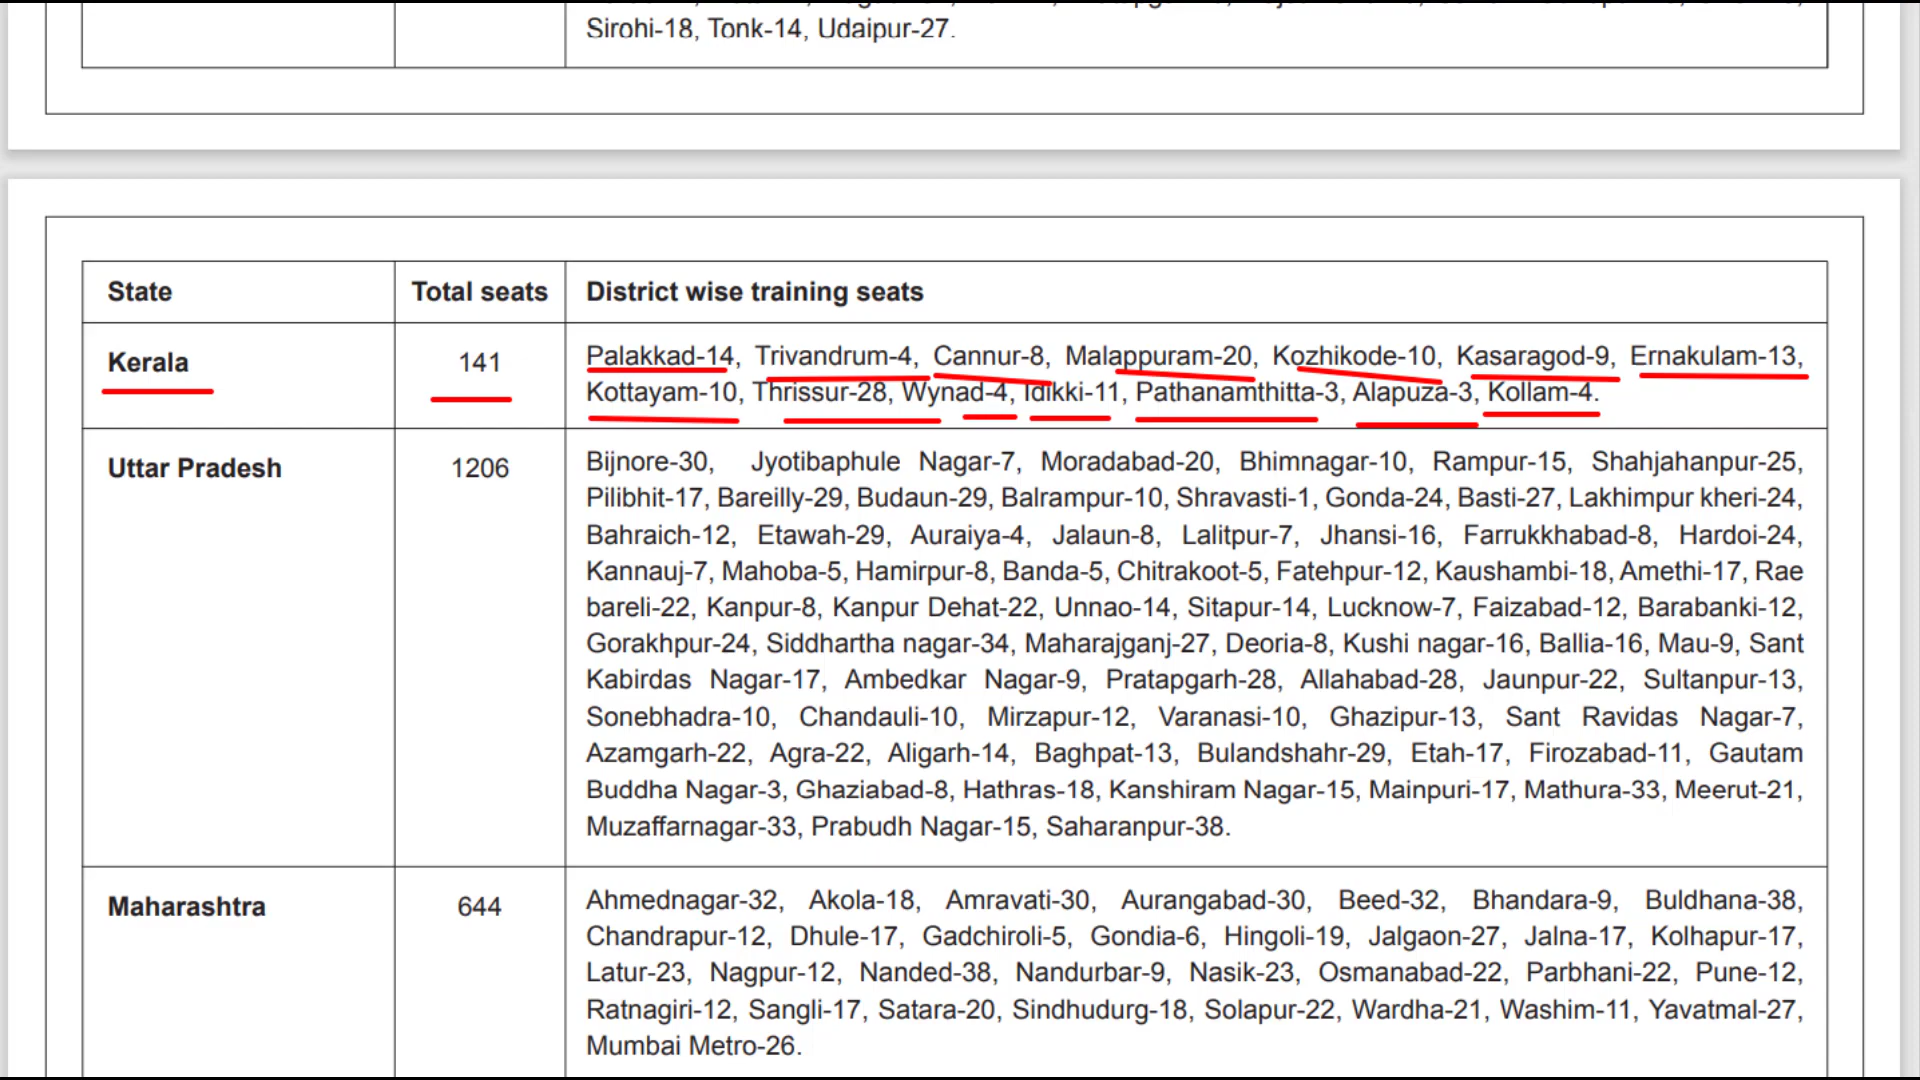 Sirohi-18, Tonk-14, Udaipur-27.
State
Total seats
District wise training seats
Kerala
141
Palakkad-14, Trivandrum-4, Cannur-8, Malappuram-20, Kozhikode-10, Kasaragod-9, Ernakulam-13,
Kottayam-10, Thrissur-28, Wynad-4, Idikki-11, Pathanamthitta-3, Alapuza-3, Kollam-4.
Uttar Pradesh
1206
Bijnore-30, Jyotibaphule Nagar-7, Moradabad-20, Bhimnagar-10, Rampur-15, Shahjahanpur-25,
Pilibhit-17, Bareilly-29, Budaun-29, Balrampur-10, Shravasti-1, Gonda-24, Basti-27, Lakhimpur kheri-24,
Bahraich-12, Etawah-29, Auraiya-4, Jalaun-8, Lalitpur-7, Jhansi-16, Farrukkhabad-8, Hardoi-24,
Kannauj-7, Mahoba-5, Hamirpur-8, Banda-5, Chitrakoot-5, Fatehpur-12, Kaushambi-18, Amethi-17, Rae
bareli-22, Kanpur-8, Kanpur Dehat-22, Unnao-14, Sitapur-14, Lucknow-7, Faizabad-12, Barabanki-12,
Gorakhpur-24, Siddhartha nagar-34, Maharajganj-27, Deoria-8, Kushi nagar-16, Ballia-16, Mau-9, Sant
Kabirdas Nagar-17, Ambedkar Nagar-9, Pratapgarh-28, Allahabad-28, Jaunpur-22, Sultanpur-13,
Sonebhadra-10, Chandauli-10, Mirzapur-12, Varanasi-10, Ghazipur-13, Sant Ravidas Nagar-7,
Azamgarh-22, Agra-22, Aligarh-14, Baghpat-13, Bulandshahr-29, Etah-17, Firozabad-11, Gautam
Buddha Nagar-3, Ghaziabad-8, Hathras-18, Kanshiram Nagar-15, Mainpuri-17, Mathura-33, Meerut-21,
Muzaffarnagar-33, Prabudh Nagar-15, Saharanpur-38.
Maharashtra
644
Ahmednagar-32, Akola-18, Amravati-30, Aurangabad-30, Beed-32, Bhandara-9, Buldhana-38,
Chandrapur-12, Dhule-17, Gadchiroli-5, Gondia-6, Hingoli-19, Jalgaon-27, Jalna-17, Kolhapur-17,
Latur-23, Nagpur-12, Nanded-38, Nandurbar-9, Nasik-23, Osmanabad-22, Parbhani-22, Pune-12,
Ratnagiri-12, Sangli-17, Satara-20, Sindhudurg-18, Solapur-22, Wardha-21, Washim-11, Yavatmal-27,
Mumbai Metro-26.